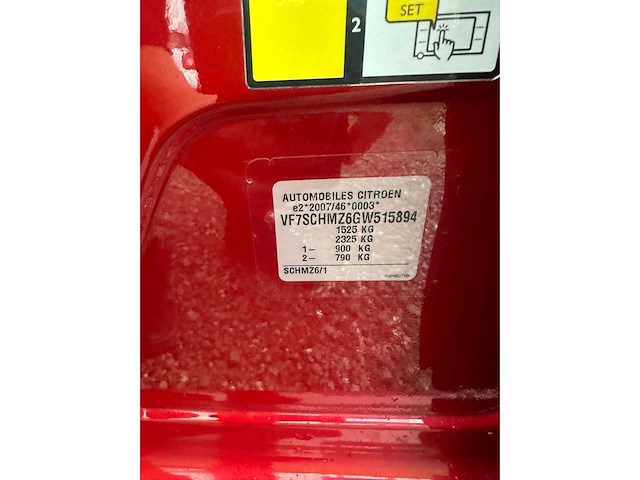 2
SET
AUTOMOBILES CITROEN
e2*2007/46*0003*
VF7SCHMZ6GW515894
1525 KG
2325 KG
1– 900 KG
2– 790 KG
SCHMZ6/1